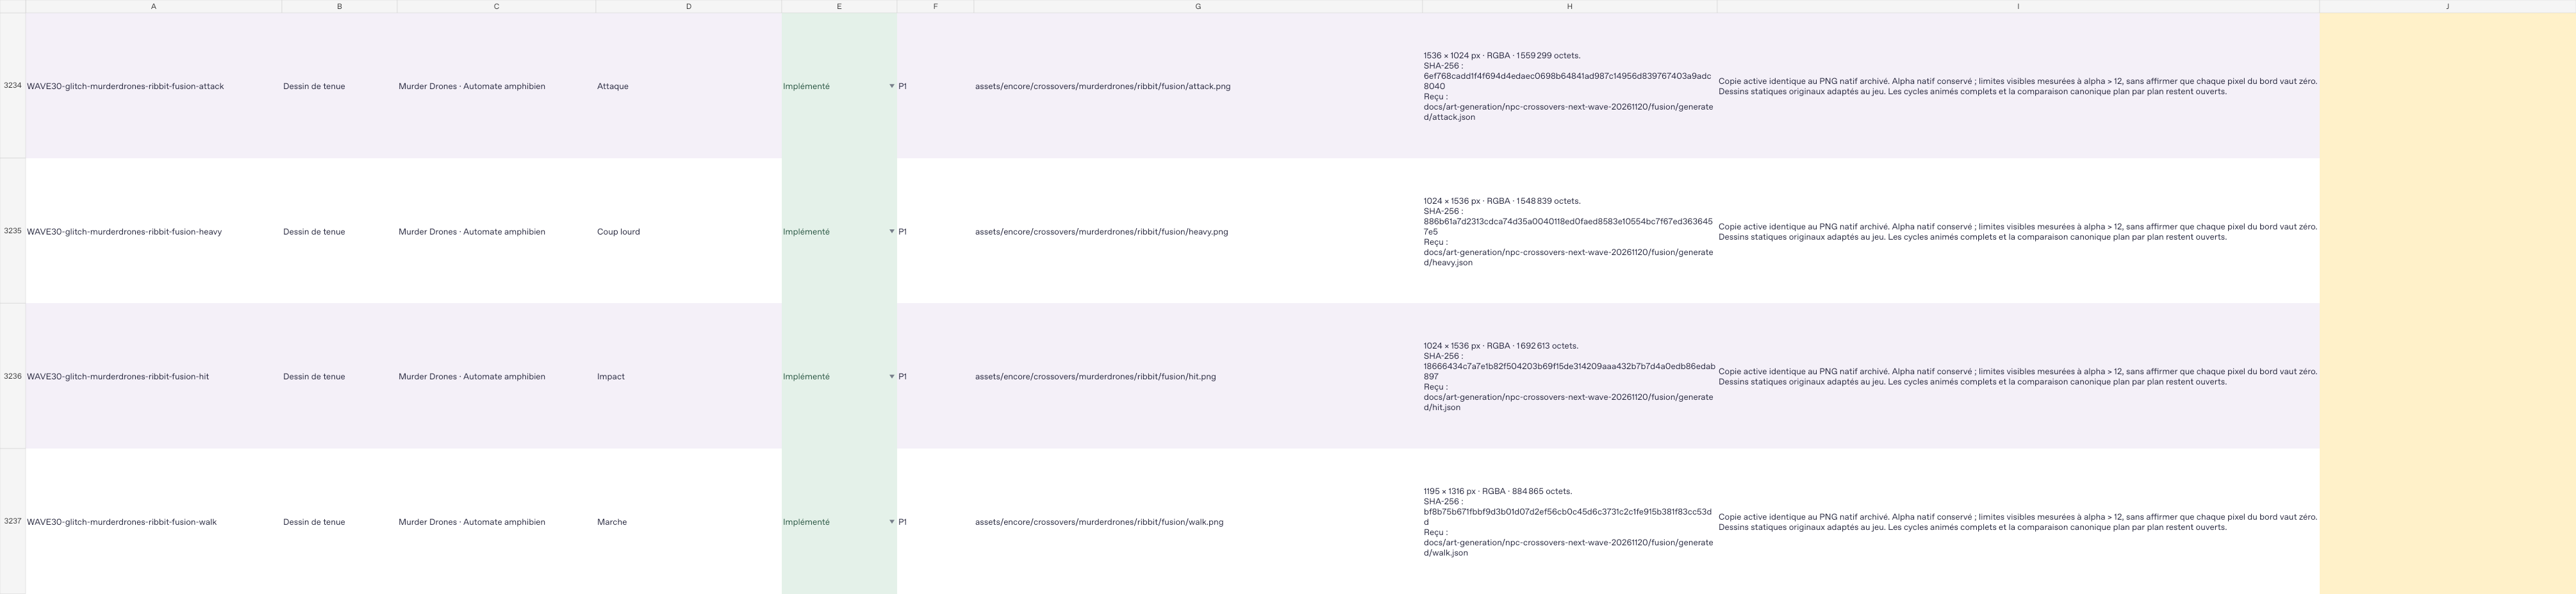 A B C D E F G H I J
3234 WAVE30-glitch-murderdrones-ribbit-fusion-attack Dessin de tenue Murder Drones · Automate amphibien Attaque Implémenté P1 assets/encore/crossovers/murderdrones/ribbit/fusion/attack.png
1536 × 1024 px · RGBA · 1 559 299 octets.
SHA-256 :
6ef768cadd1f4f694d4edaec0698b64841ad987c14956d839767403a9adc
8040
Reçu :
docs/art-generation/npc-crossovers-next-wave-20261120/fusion/generate
d/attack.json
Copie active identique au PNG natif archivé. Alpha natif conservé ; limites visibles mesurées à alpha > 12, sans affirmer que chaque pixel du bord vaut zéro.
Dessins statiques originaux adaptés au jeu. Les cycles animés complets et la comparaison canonique plan par plan restent ouverts.
3235 WAVE30-glitch-murderdrones-ribbit-fusion-heavy Dessin de tenue Murder Drones · Automate amphibien Coup lourd Implémenté P1 assets/encore/crossovers/murderdrones/ribbit/fusion/heavy.png
1024 × 1536 px · RGBA · 1 548 839 octets.
SHA-256 :
886b61a7d2313cdca74d35a0040118ed0faed8583e10554bc7f67ed363645
7e5
Reçu :
docs/art-generation/npc-crossovers-next-wave-20261120/fusion/generate
d/heavy.json
Copie active identique au PNG natif archivé. Alpha natif conservé ; limites visibles mesurées à alpha > 12, sans affirmer que chaque pixel du bord vaut zéro.
Dessins statiques originaux adaptés au jeu. Les cycles animés complets et la comparaison canonique plan par plan restent ouverts.
3236 WAVE30-glitch-murderdrones-ribbit-fusion-hit Dessin de tenue Murder Drones · Automate amphibien Impact Implémenté P1 assets/encore/crossovers/murderdrones/ribbit/fusion/hit.png
1024 × 1536 px · RGBA · 1 692 613 octets.
SHA-256 :
18666434c7a7e1b82f504203b69f15de314209aaa432b7b7d4a0edb86edab
897
Reçu :
docs/art-generation/npc-crossovers-next-wave-20261120/fusion/generate
d/hit.json
Copie active identique au PNG natif archivé. Alpha natif conservé ; limites visibles mesurées à alpha > 12, sans affirmer que chaque pixel du bord vaut zéro.
Dessins statiques originaux adaptés au jeu. Les cycles animés complets et la comparaison canonique plan par plan restent ouverts.
3237 WAVE30-glitch-murderdrones-ribbit-fusion-walk Dessin de tenue Murder Drones · Automate amphibien Marche Implémenté P1 assets/encore/crossovers/murderdrones/ribbit/fusion/walk.png
1195 × 1316 px · RGBA · 884 865 octets.
SHA-256 :
bf8b75b671fbbf9d3b01d07d2ef56cb0c45d6c3731c2c1fe915b381f83cc53d
d
Reçu :
docs/art-generation/npc-crossovers-next-wave-20261120/fusion/generate
d/walk.json
Copie active identique au PNG natif archivé. Alpha natif conservé ; limites visibles mesurées à alpha > 12, sans affirmer que chaque pixel du bord vaut zéro.
Dessins statiques originaux adaptés au jeu. Les cycles animés complets et la comparaison canonique plan par plan restent ouverts.